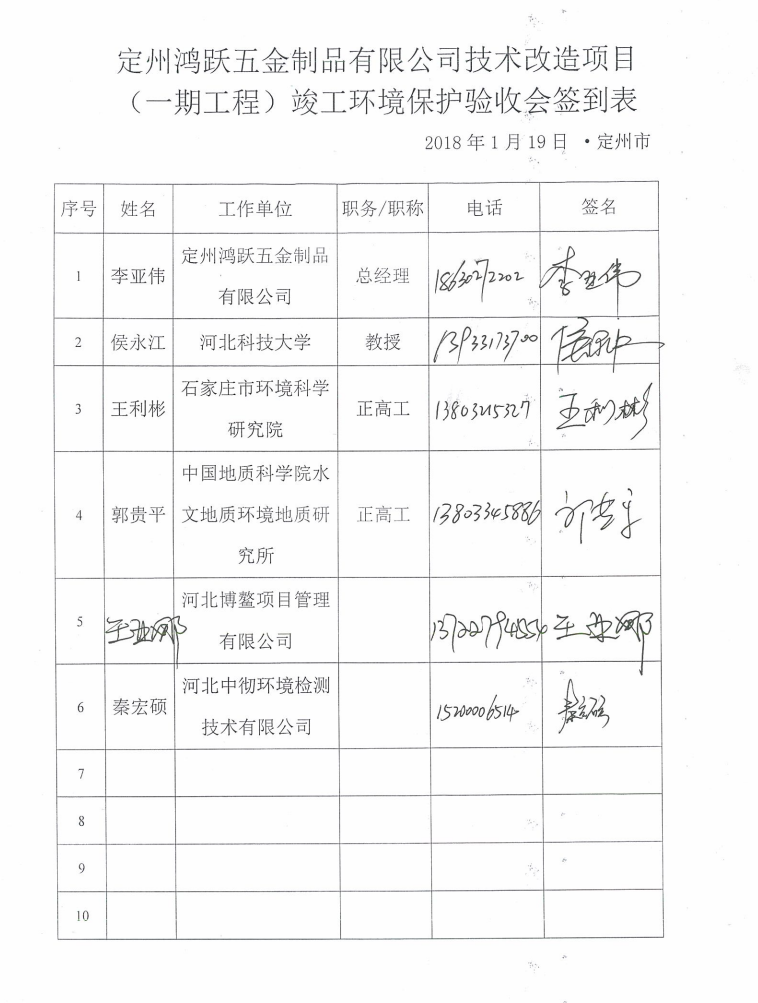 定州鸿跃五金制品有限公司技术改造项目
（一期工程）竣工环境保护验收会签到表
2018 年 1 月 19 日 ·定州市
序号 姓名 工作单位 职务/职称 电话 签名
1 李亚伟 定州鸿跃五金制品 总经理 18630272202 李亚伟
有限公司
2 侯永江 河北科技大学 教授 13933173700
3 王利彬 石家庄市环境科学 正高工 13803215327 王利彬
研究院
中国地质科学院水
4 郭贵平 文地质环境地质研 正高工 13803345886 郭贵平
究所
5 王亚娜 河北博鳌项目管理 13722794554 王亚娜
有限公司
6 秦宏硕 河北中彻环境检测 15200006514 秦宏硕
技术有限公司
7
8
9
10